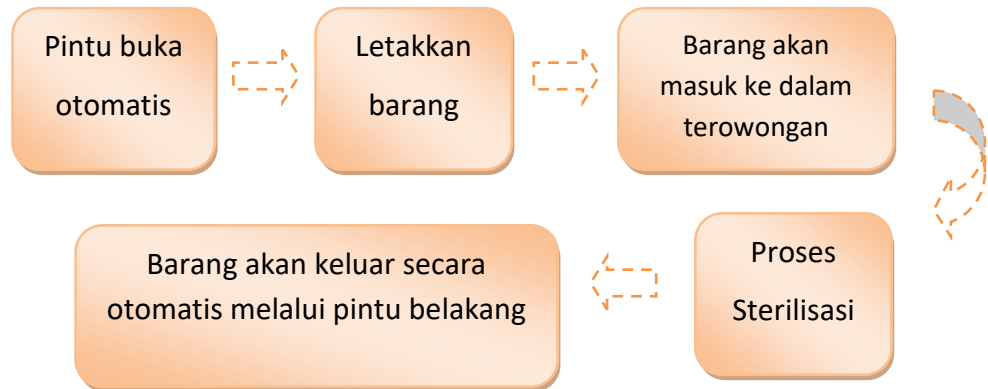 Pintu buka
otomatis
Letakkan
barang
Barang akan
masuk ke dalam
terowongan
Proses
Sterilisasi
Barang akan keluar secara
otomatis melalui pintu belakang